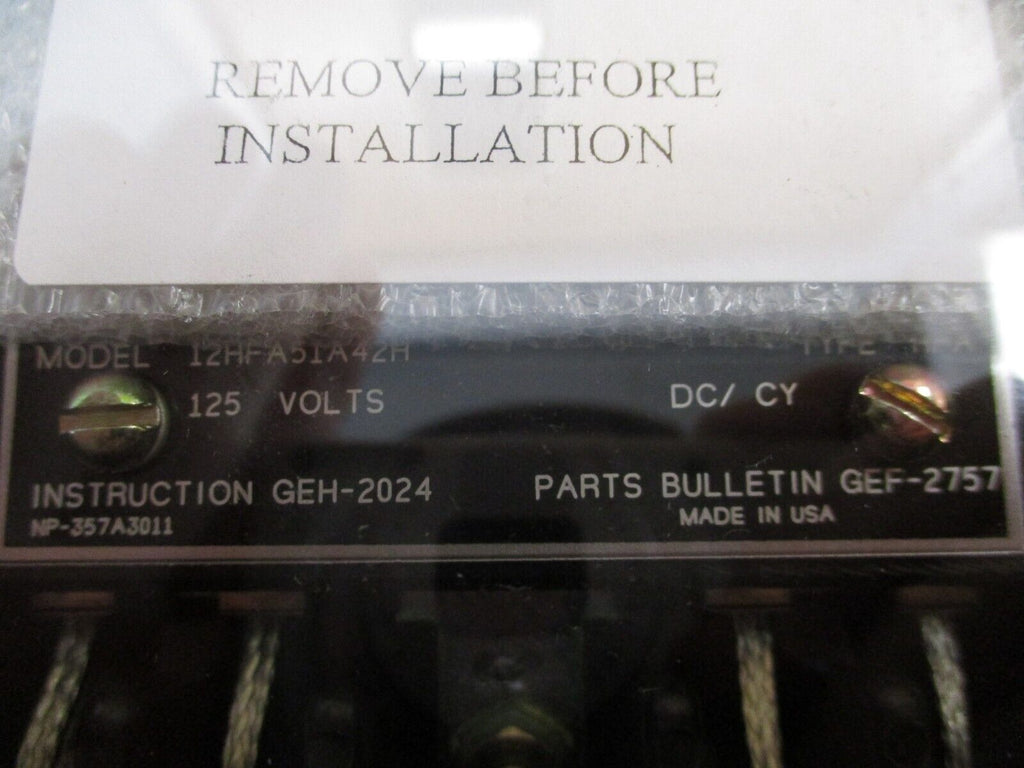 REMOVE BEFORE
INSTALLATION
MODEL 12HFA51A42H TYPE
125 VOLTS DC/ CY
INSTRUCTION GEH-2024 PARTS BULLETIN GEF-2757
NP-357A3011 MADE IN USA